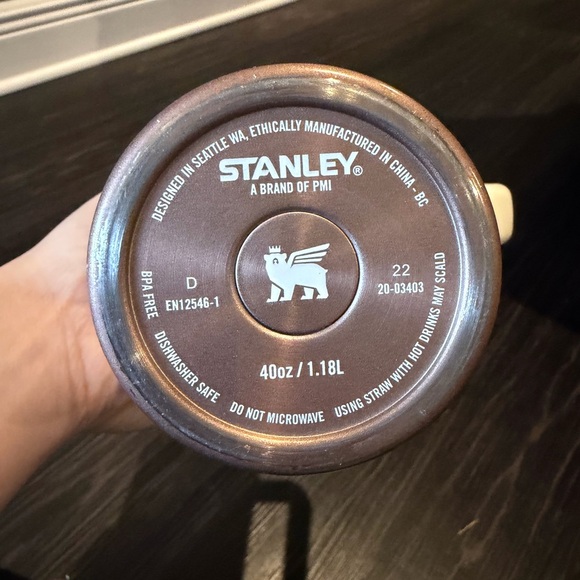 DESIGNED IN SEATTLE WA, ETHICALLY MANUFACTURED IN CHINA - BC
STANLEY®
A BRAND OF PMI
D
EN12546-1
22
20-03403
40oz / 1.18L
BPA FREE DISHWASHER SAFE DO NOT MICROWAVE USING STRAW WITH HOT DRINKS MAY SCALD